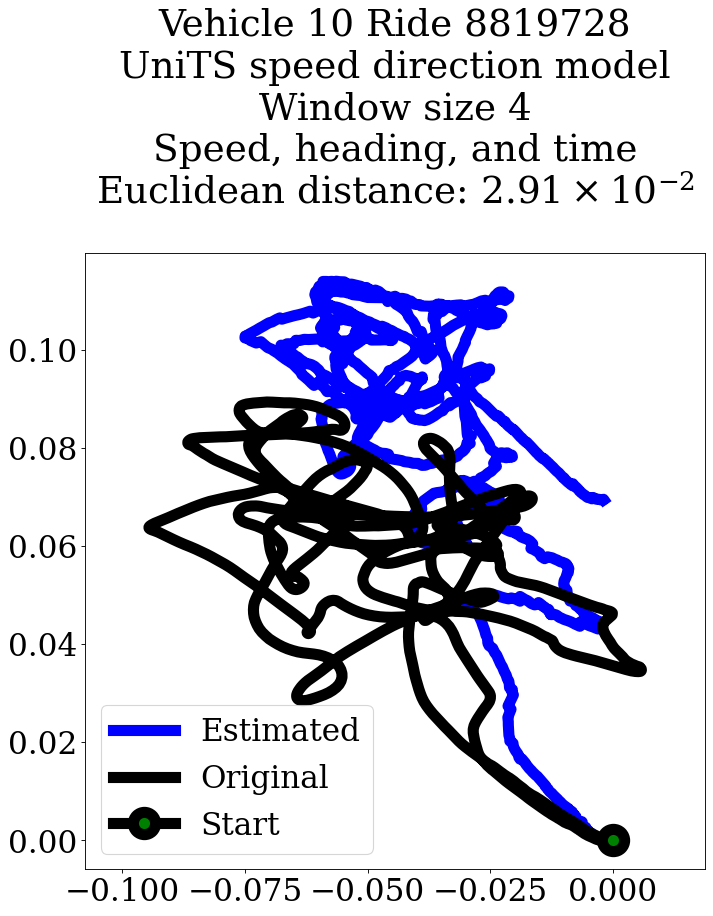 Vehicle 10 Ride 8819728
UniTS speed direction model
Window size 4
Speed, heading, and time
Euclidean distance: 2.91 × 10⁻²
0.10
0.08
0.06
0.04
0.02
0.00
Estimated
Original
Start
−0.100 −0.075 −0.050 −0.025 0.000